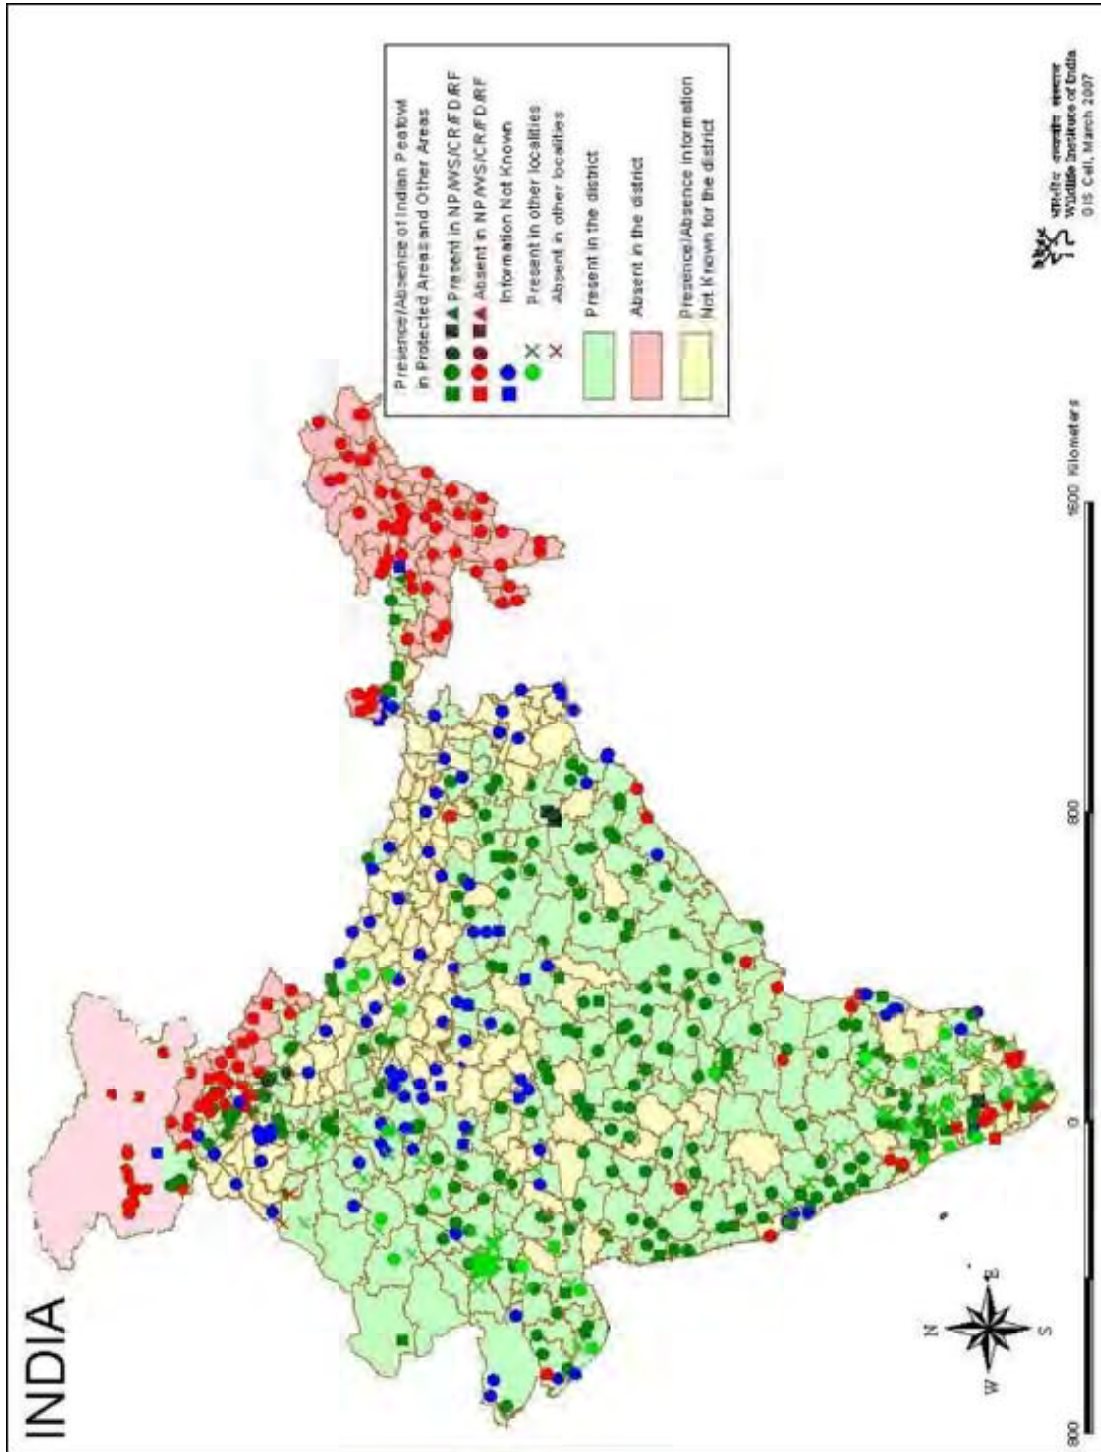 INDIA
Presence/Absence of Indian Peafowl
in Protected Areas and Other Areas
Present in NP/WS/CR/FD/RF
Absent in NP/WS/CR/FD/RF
Information Not Known
Present in other localities
Absent in other localities
Present in the district
Absent in the district
Presence/Absence information
Not Known for the district
N
W
E
S
800
0
800
1600 Kilometers
भारतीय वन्यजीव संस्थान
Wildlife Institute of India
GIS Cell, March 2007